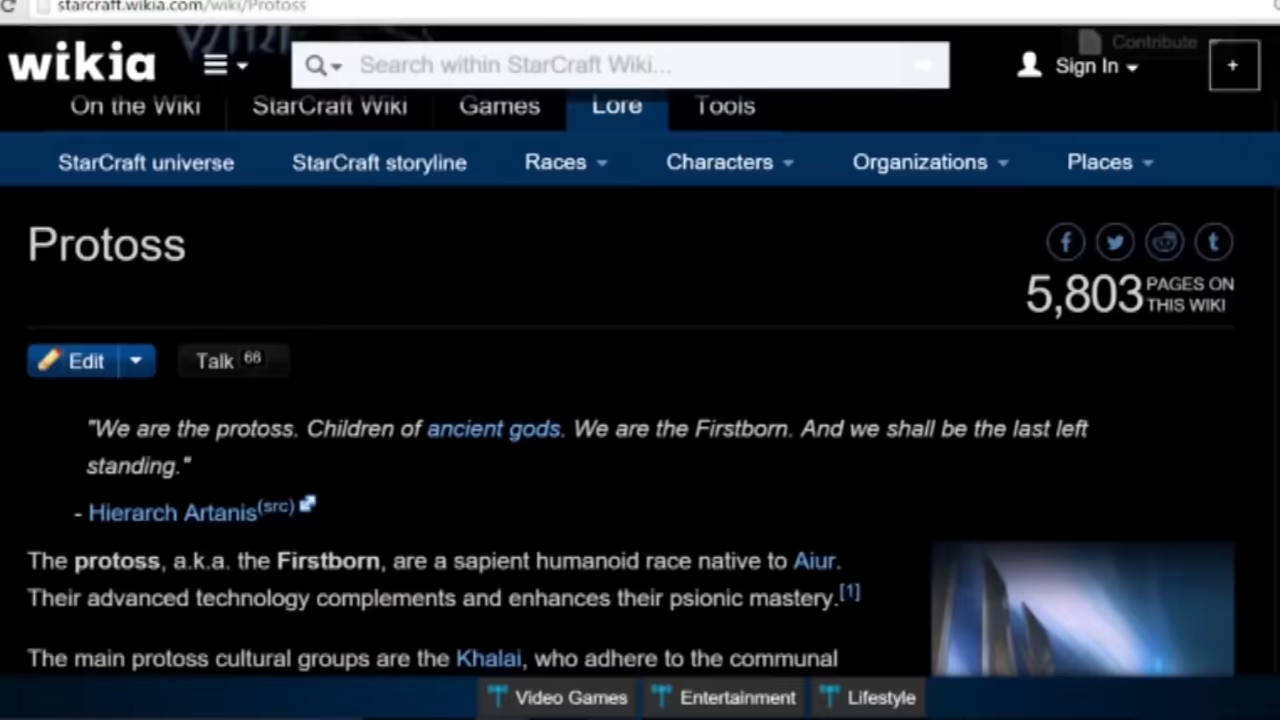 starcraft.wikia.com/wiki/Protoss
wikia
Search within StarCraft Wiki...
Contribute
Sign In
+
On the Wiki StarCraft Wiki Games Lore Tools
StarCraft universe StarCraft storyline Races Characters Organizations Places
Protoss
5,803 PAGES ON THIS WIKI
Edit Talk 66
"We are the protoss. Children of ancient gods. We are the Firstborn. And we shall be the last left
standing."
- Hierarch Artanis(src)
The protoss, a.k.a. the Firstborn, are a sapient humanoid race native to Aiur.
Their advanced technology complements and enhances their psionic mastery.[1]
The main protoss cultural groups are the Khalai, who adhere to the communal
Video Games Entertainment Lifestyle